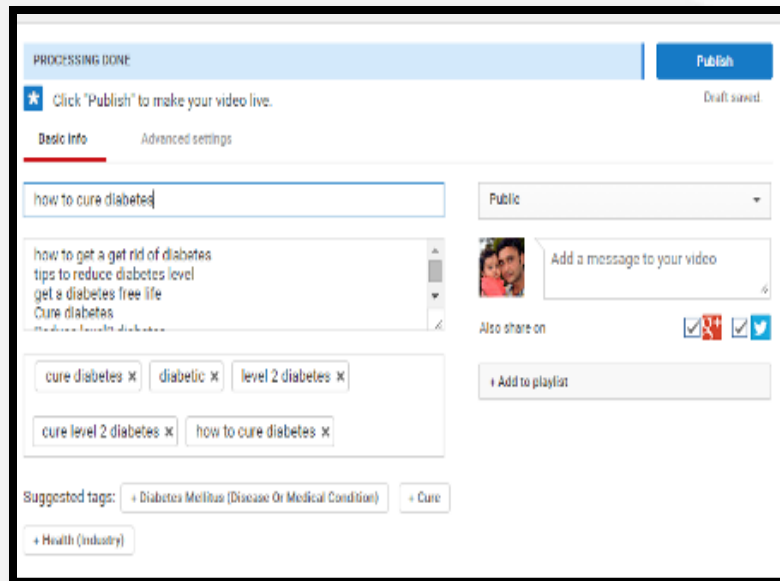 PROCESSING DONE
Publish
Click "Publish" to make your video live.
Draft saved.
Basic info
Advanced settings
how to cure diabetes
Public
how to get a get rid of diabetes
tips to reduce diabetes level
get a diabetes free life
Cure diabetes
Add a message to your video
Also share on
cure diabetes ×
diabetic ×
level 2 diabetes ×
+ Add to playlist
cure level 2 diabetes ×
how to cure diabetes ×
Suggested tags:
+ Diabetes Mellitus (Disease Or Medical Condition)
+ Cure
+ Health (Industry)